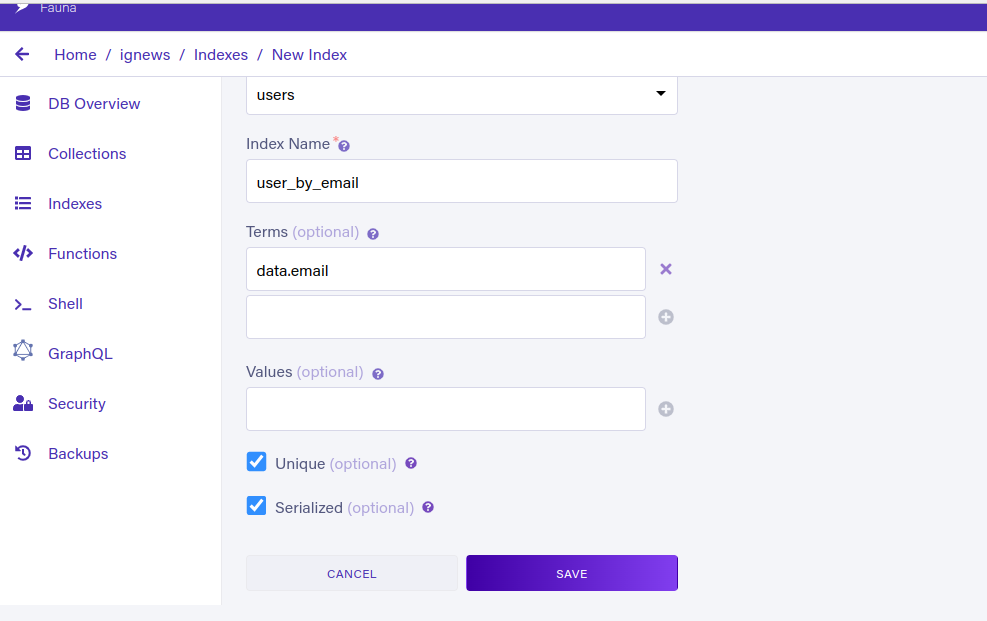 Fauna
Home / ignews / Indexes / New Index
DB Overview
Collections
Indexes
Functions
Shell
GraphQL
Security
Backups
users
Index Name *
user_by_email
Terms (optional)
data.email
Values (optional)
Unique (optional)
Serialized (optional)
CANCEL
SAVE